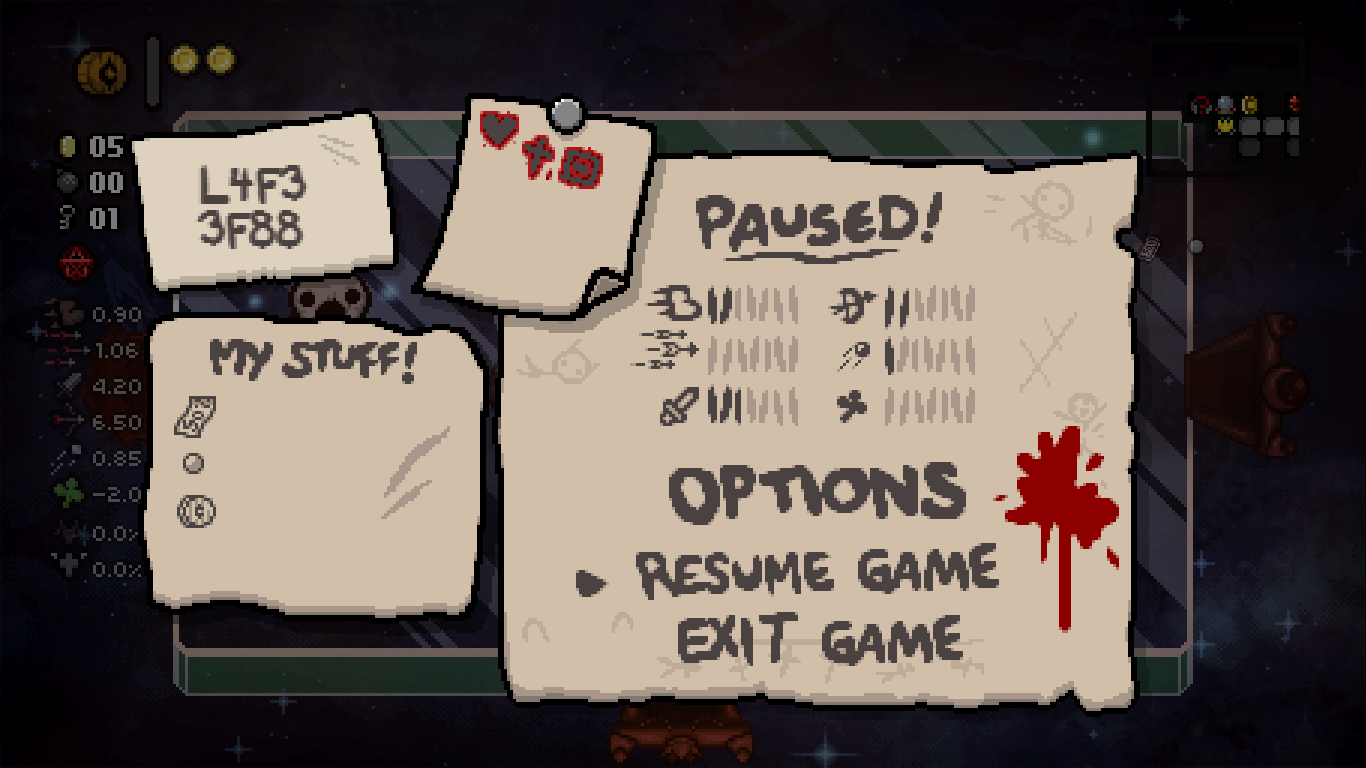 05
00
01
0.90
1.06
4.20
6.50
0.85
-2.0
0.0%
0.0%
L4F3
3F88
MY STUFF!
PAUSED!
OPTIONS
RESUME GAME
EXIT GAME